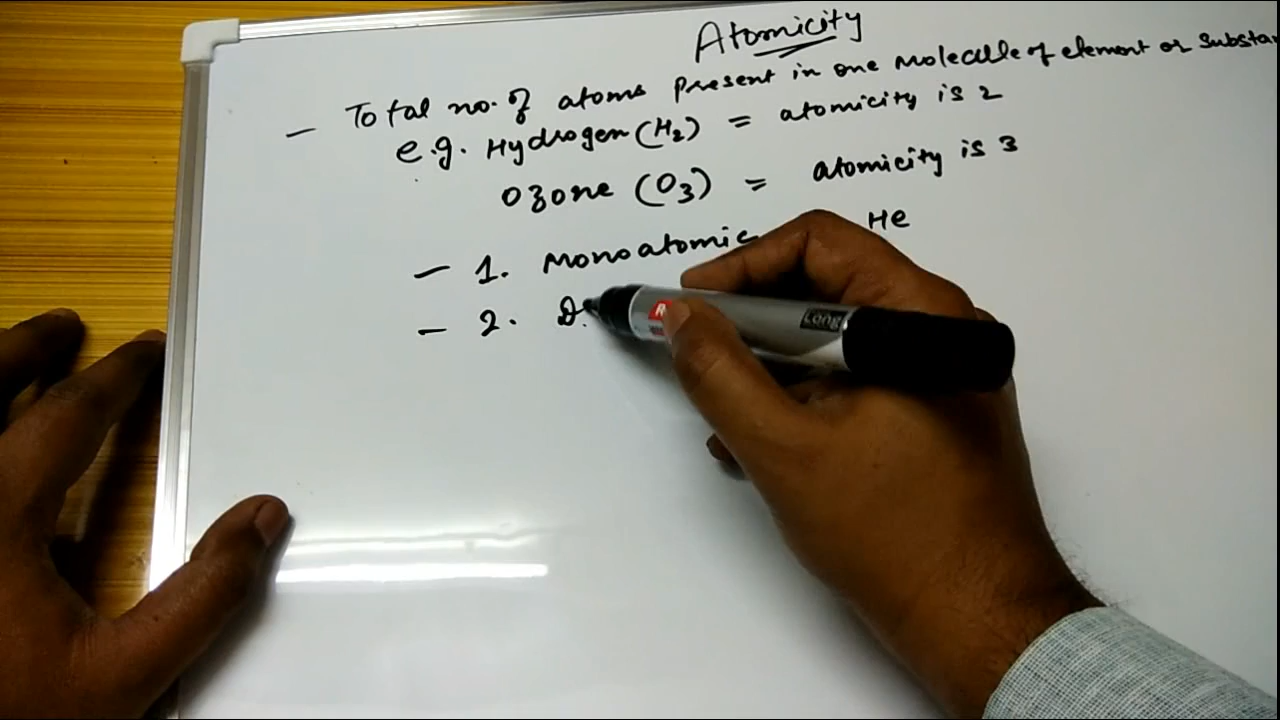 Atomicity
– Total no. of atoms present in one molecule of element or Substan
e.g. Hydrogen (H₂) = atomicity is 2
Ozone (O₃) = atomicity is 3
– 1. Monoatomic He
– 2. D
Long